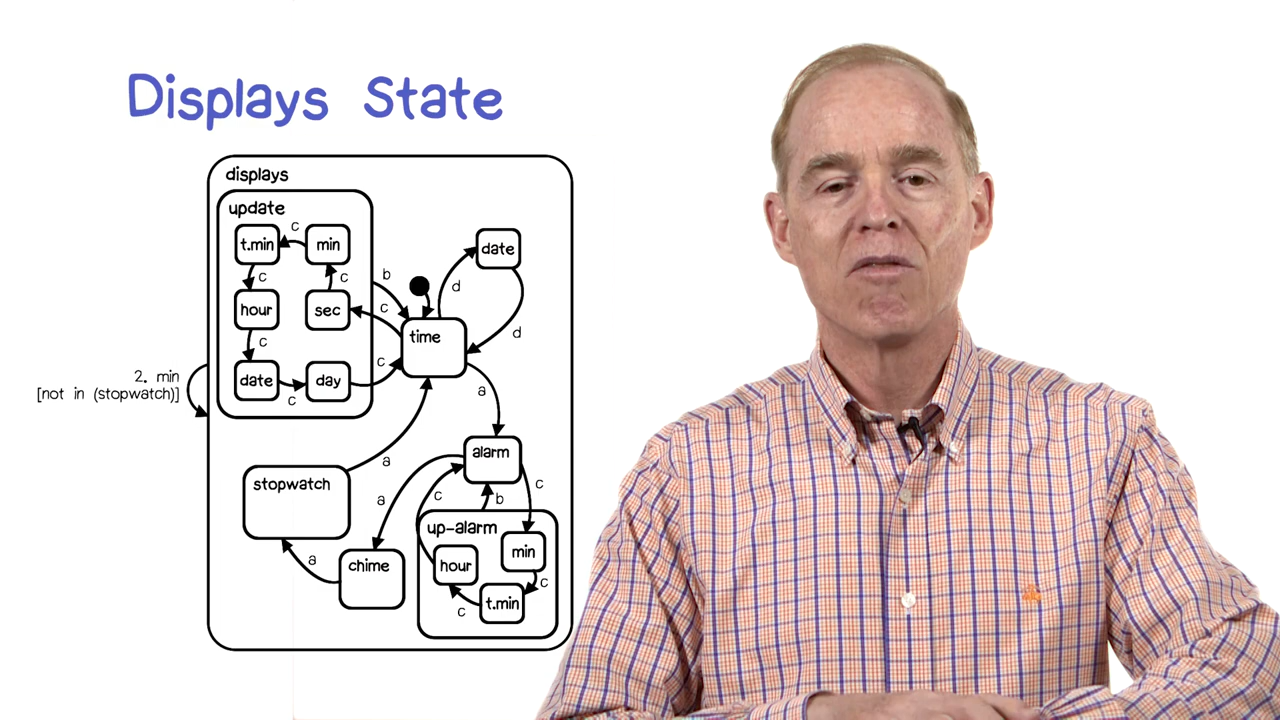 Displays State
displays
update
t.min
c
min
c
c
hour
sec
c
date
c
day
c
b
c
time
d
date
d
2. min
[not in (stopwatch)]
a
a
alarm
stopwatch
a
c
b
c
up-alarm
a
chime
hour
min
c
t.min
c